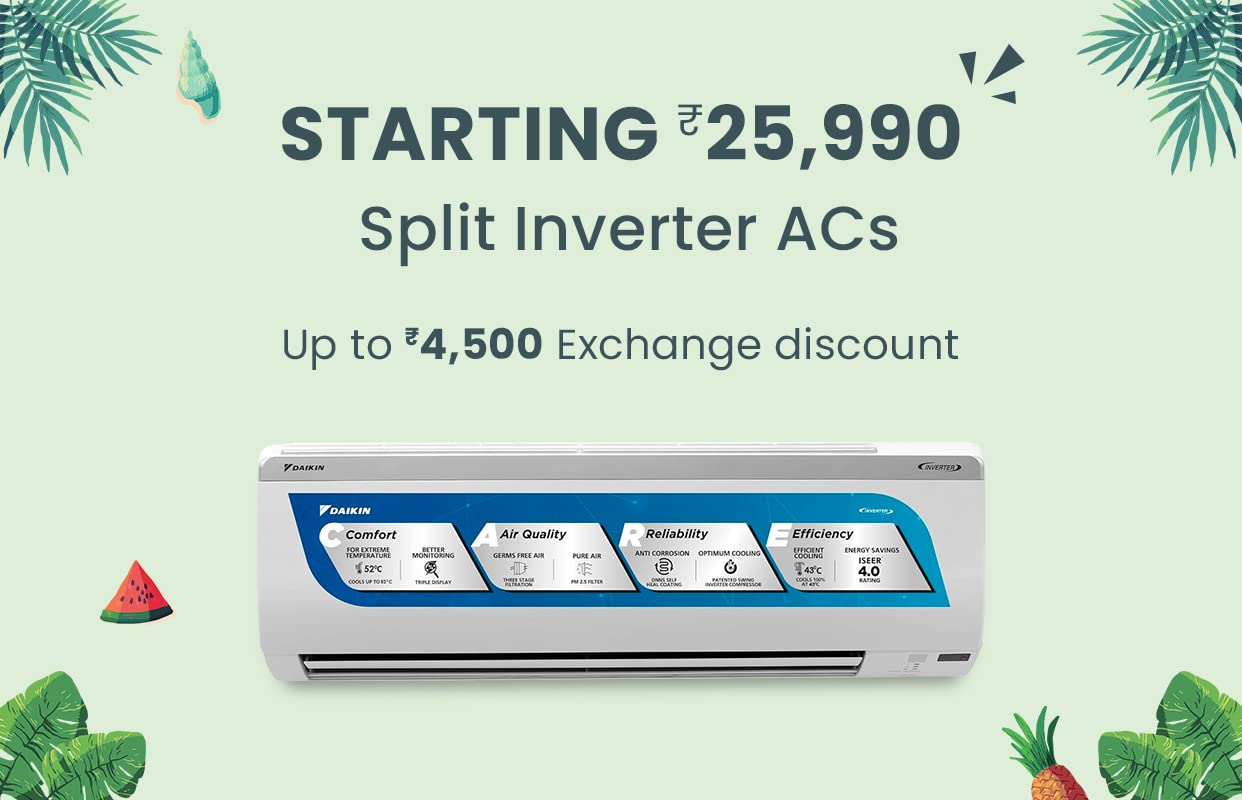 STARTING ₹25,990
Split Inverter ACs
Up to ₹4,500 Exchange discount
DAIKIN
INVERTER
DAIKIN
INVERTER
C Comfort
FOR EXTREME
TEMPERATURE
52°C
COOLS UP TO 52°C
BETTER
MONITORING
TRIPLE DISPLAY
A Air Quality
GERMS FREE AIR
THREE STAGE
FILTRATION
PURE AIR
PM 2.5 FILTER
R Reliability
ANTI CORROSION
DNNS SELF
HEAL COATING
OPTIMUM COOLING
PATENTED SWING
INVERTER COMPRESSOR
E Efficiency
EFFICIENT
COOLING
43°C
COOLS 100%
AT 43°C
ENERGY SAVINGS
ISEER
4.0
RATING